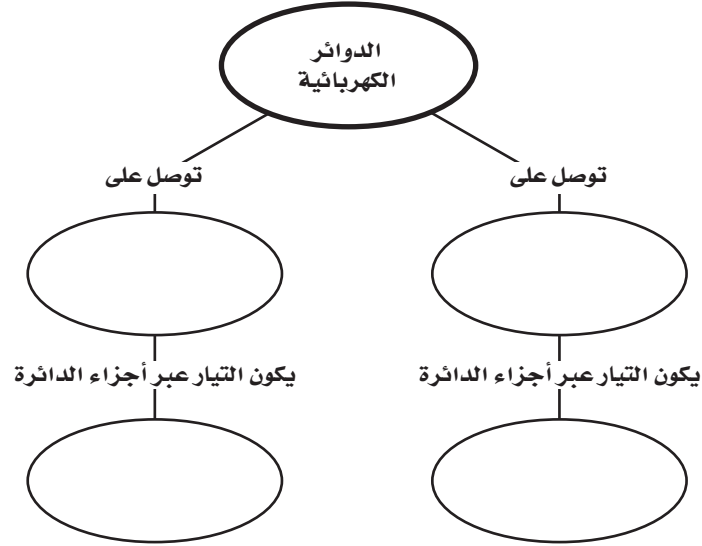 الدوائر
الكهربائية
توصل على
توصل على
يكون التيار عبر أجزاء الدائرة
يكون التيار عبر أجزاء الدائرة